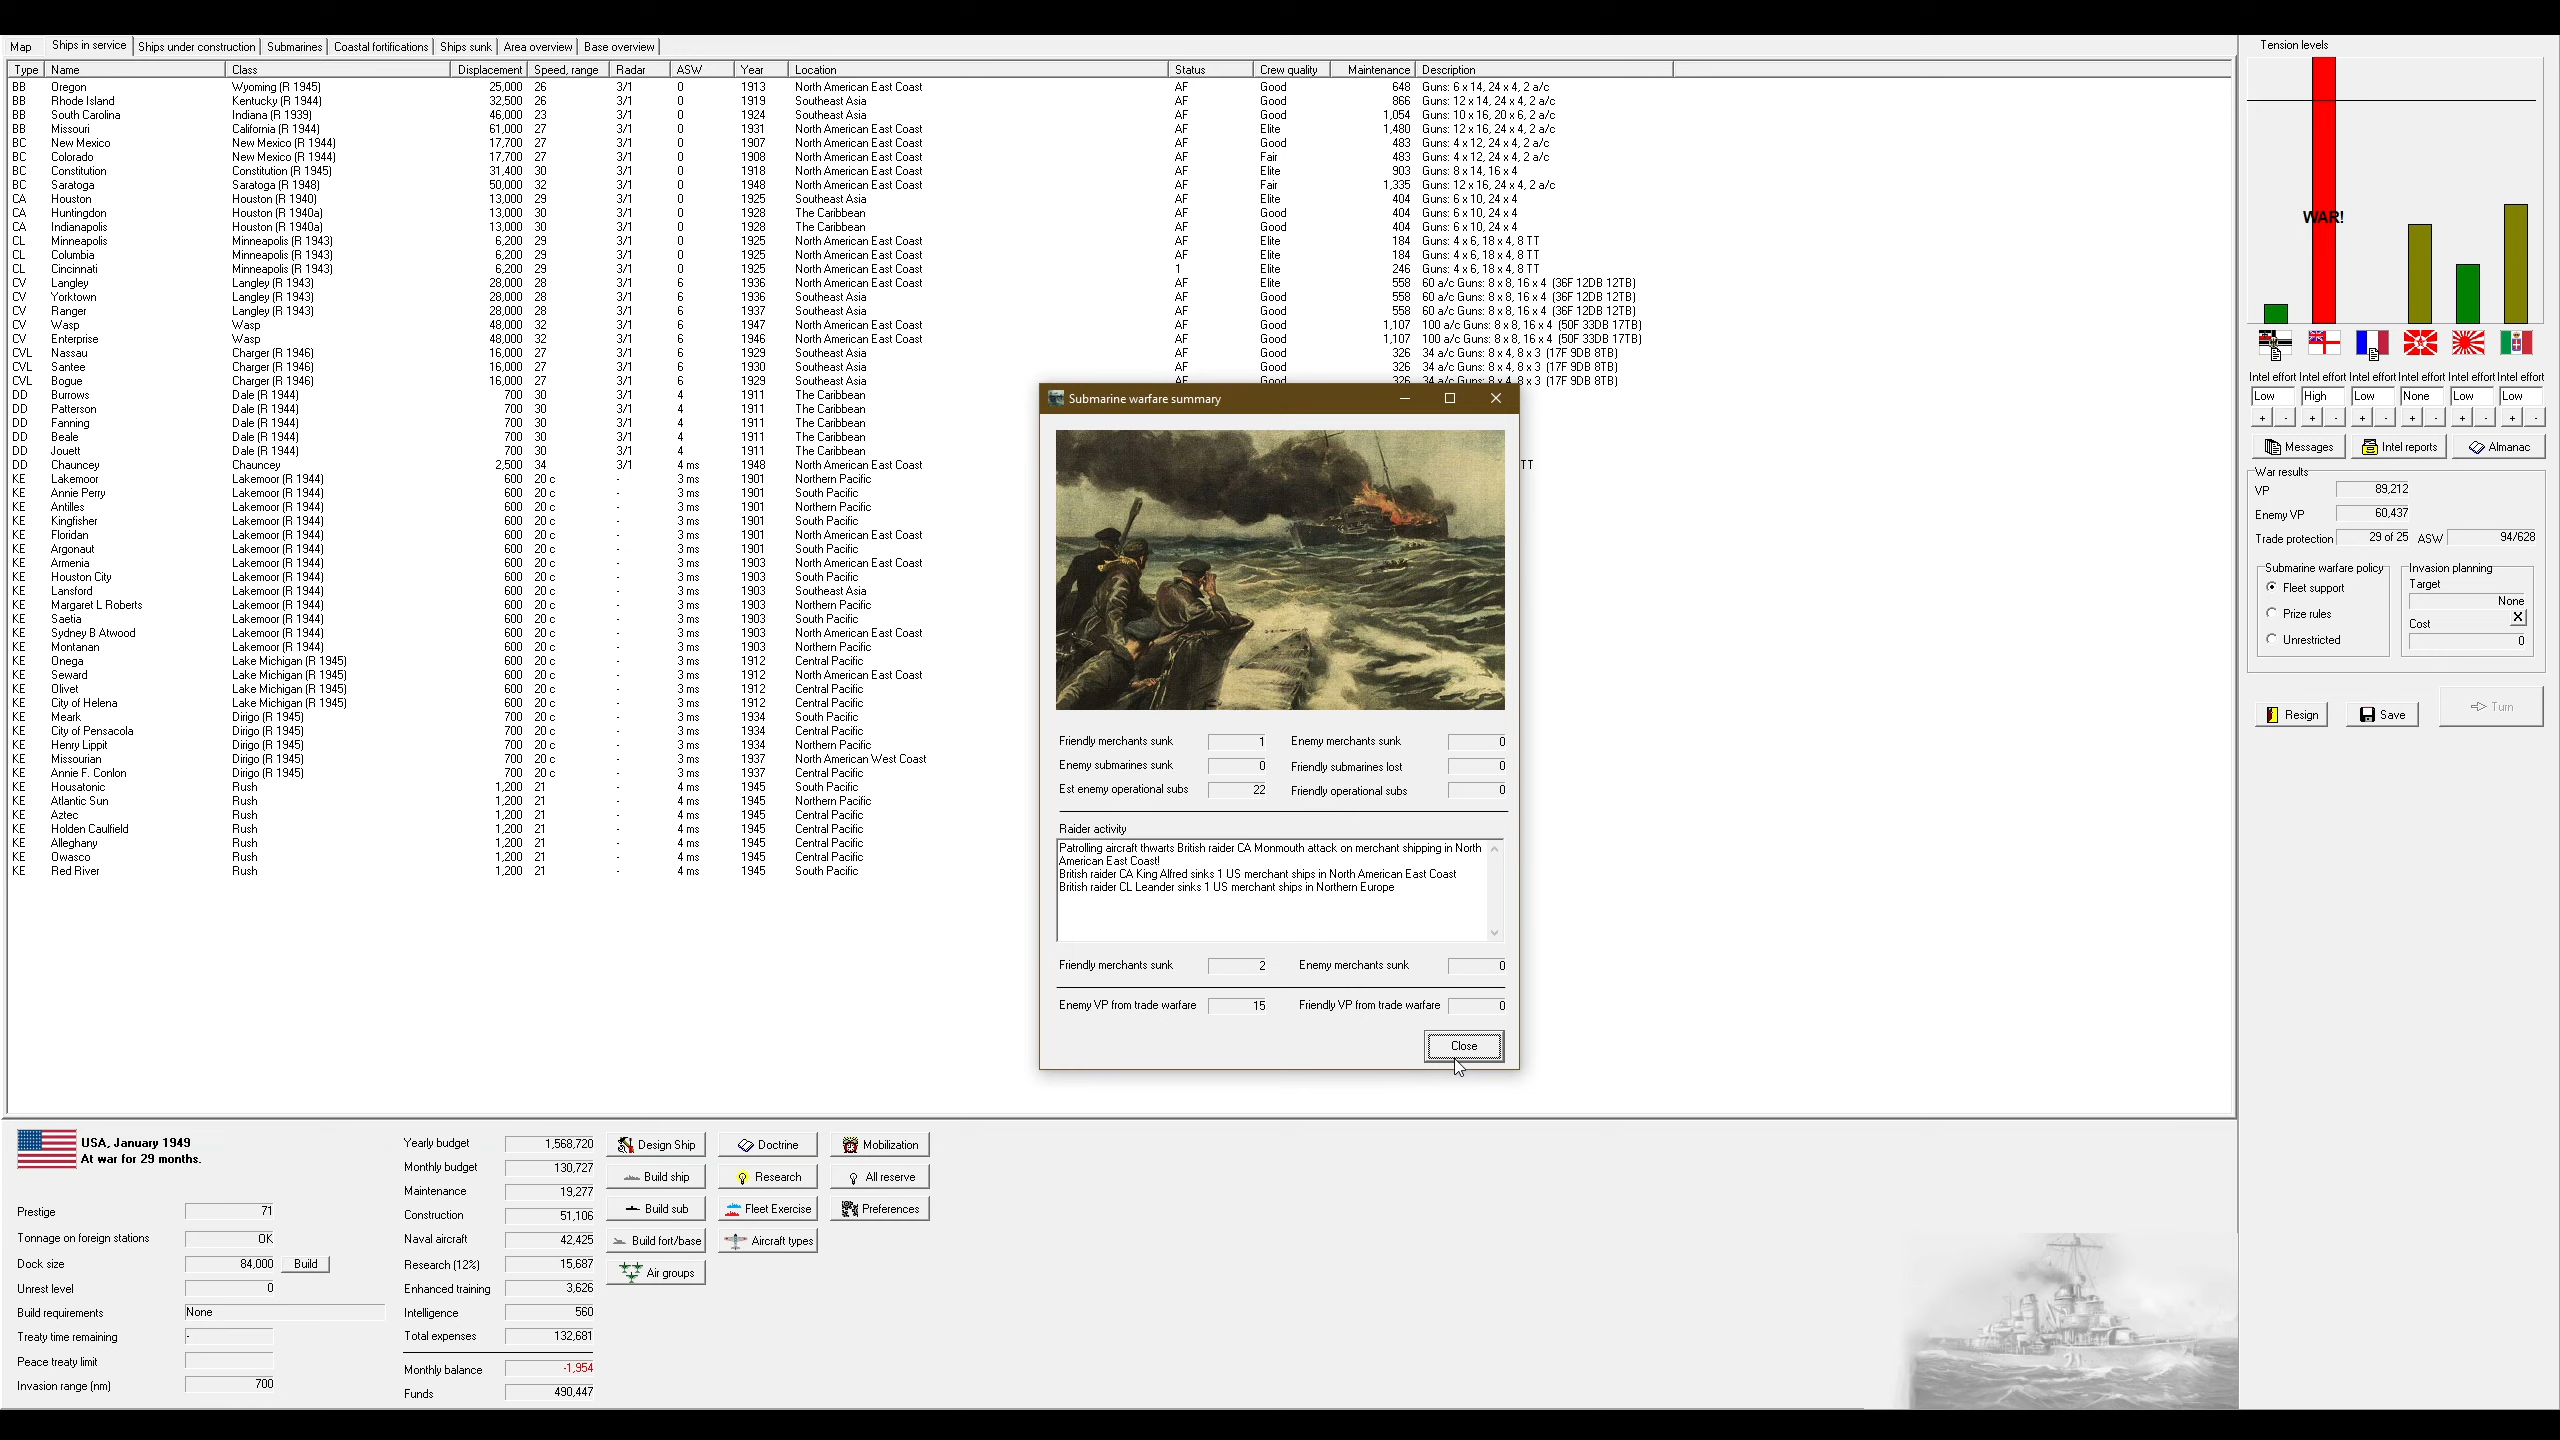 Map Ships in service Ships under construction Submarines Coastal fortifications Ships sunk Area overview Base overview
Type Name Class Displacement Speed, range Radar ASW Year Location Status Crew quality Maintenance Description
BB Oregon Wyoming (R 1945) 25,000 26 3/1 0 1913 North American East Coast AF Good 648 Guns: 6 x 14, 24 x 4, 2 a/c
BB Rhode Island Kentucky (R 1944) 32,500 26 3/1 0 1919 Southeast Asia AF Good 866 Guns: 12 x 14, 24 x 4, 2 a/c
BB South Carolina Indiana (R 1939) 46,000 23 3/1 0 1924 Southeast Asia AF Good 1,054 Guns: 10 x 16, 20 x 6, 2 a/c
BB Missouri California (R 1944) 61,000 27 3/1 0 1931 North American East Coast AF Elite 1,480 Guns: 12 x 16, 24 x 4, 2 a/c
BC New Mexico New Mexico (R 1944) 17,700 27 3/1 0 1907 North American East Coast AF Good 483 Guns: 4 x 12, 24 x 4, 2 a/c
BC Colorado New Mexico (R 1944) 17,700 27 3/1 0 1908 North American East Coast AF Fair 483 Guns: 4 x 12, 24 x 4, 2 a/c
BC Constitution Constitution (R 1945) 31,400 30 3/1 0 1918 North American East Coast AF Elite 903 Guns: 8 x 14, 16 x 4
BC Saratoga Saratoga (R 1948) 50,000 32 3/1 0 1948 North American East Coast AF Fair 1,335 Guns: 12 x 16, 24 x 4, 2 a/c
CA Houston Houston (R 1940) 13,000 29 3/1 0 1925 Southeast Asia AF Elite 404 Guns: 6 x 10, 24 x 4
CA Huntingdon Houston (R 1940a) 13,000 30 3/1 0 1928 The Caribbean AF Good 404 Guns: 6 x 10, 24 x 4
CA Indianapolis Houston (R 1940a) 13,000 30 3/1 0 1928 The Caribbean AF Good 404 Guns: 6 x 10, 24 x 4
CL Minneapolis Minneapolis (R 1943) 6,200 29 3/1 0 1925 North American East Coast AF Elite 184 Guns: 4 x 6, 18 x 4, 8 TT
CL Columbia Minneapolis (R 1943) 6,200 29 3/1 0 1925 North American East Coast AF Elite 184 Guns: 4 x 6, 18 x 4, 8 TT
CL Cincinnati Minneapolis (R 1943) 6,200 29 3/1 0 1925 North American East Coast 1 Elite 246 Guns: 4 x 6, 18 x 4, 8 TT
CV Langley Langley (R 1943) 28,000 28 3/1 6 1936 North American East Coast AF Elite 558 60 a/c Guns: 8 x 8, 16 x 4 (36F 12DB 12TB)
CV Yorktown Langley (R 1943) 28,000 28 3/1 6 1936 Southeast Asia AF Good 558 60 a/c Guns: 8 x 8, 16 x 4 (36F 12DB 12TB)
CV Ranger Langley (R 1943) 28,000 28 3/1 6 1937 Southeast Asia AF Good 558 60 a/c Guns: 8 x 8, 16 x 4 (36F 12DB 12TB)
CV Wasp Wasp 48,000 32 3/1 6 1947 North American East Coast AF Good 1,107 100 a/c Guns: 8 x 8, 16 x 4 (50F 33DB 17TB)
CV Enterprise Wasp 48,000 32 3/1 6 1946 North American East Coast AF Good 1,107 100 a/c Guns: 8 x 8, 16 x 4 (50F 33DB 17TB)
CVL Nassau Charger (R 1946) 16,000 27 3/1 6 1929 Southeast Asia AF Good 326 34 a/c Guns: 8 x 4, 8 x 3 (17F 9DB 8TB)
CVL Santee Charger (R 1946) 16,000 27 3/1 6 1930 Southeast Asia AF Good 326 34 a/c Guns: 8 x 4, 8 x 3 (17F 9DB 8TB)
CVL Bogue Charger (R 1946) 16,000 27 3/1 6 1929 Southeast Asia AF Good 326 34 a/c Guns: 8 x 4, 8 x 3 (17F 9DB 8TB)
DD Burrows Dale (R 1944) 700 30 3/1 4 1911 The Caribbean
DD Patterson Dale (R 1944) 700 30 3/1 4 1911 The Caribbean
DD Fanning Dale (R 1944) 700 30 3/1 4 1911 The Caribbean
DD Beale Dale (R 1944) 700 30 3/1 4 1911 The Caribbean
DD Jouett Dale (R 1944) 700 30 3/1 4 1911 The Caribbean
DD Chauncey Chauncey 2,500 34 3/1 4 ms 1948 North American East Coast TT
KE Lakemoor Lakemoor (R 1944) 600 20 c - 3 ms 1901 Northern Pacific
KE Annie Perry Lakemoor (R 1944) 600 20 c - 3 ms 1901 South Pacific
KE Antilles Lakemoor (R 1944) 600 20 c - 3 ms 1901 Northern Pacific
KE Kingfisher Lakemoor (R 1944) 600 20 c - 3 ms 1901 South Pacific
KE Floridan Lakemoor (R 1944) 600 20 c - 3 ms 1901 North American East Coast
KE Argonaut Lakemoor (R 1944) 600 20 c - 3 ms 1901 South Pacific
KE Armenia Lakemoor (R 1944) 600 20 c - 3 ms 1903 North American East Coast
KE Houston City Lakemoor (R 1944) 600 20 c - 3 ms 1903 South Pacific
KE Lansford Lakemoor (R 1944) 600 20 c - 3 ms 1903 Southeast Asia
KE Margaret L Roberts Lakemoor (R 1944) 600 20 c - 3 ms 1903 Northern Pacific
KE Saetia Lakemoor (R 1944) 600 20 c - 3 ms 1903 South Pacific
KE Sydney B Atwood Lakemoor (R 1944) 600 20 c - 3 ms 1903 North American East Coast
KE Montanan Lakemoor (R 1944) 600 20 c - 3 ms 1903 Northern Pacific
KE Onega Lake Michigan (R 1945) 600 20 c - 3 ms 1912 Central Pacific
KE Seward Lake Michigan (R 1945) 600 20 c - 3 ms 1912 North American East Coast
KE Olivet Lake Michigan (R 1945) 600 20 c - 3 ms 1912 Central Pacific
KE City of Helena Lake Michigan (R 1945) 600 20 c - 3 ms 1912 Central Pacific
KE Meark Dirigo (R 1945) 700 20 c - 3 ms 1934 South Pacific
KE City of Pensacola Dirigo (R 1945) 700 20 c - 3 ms 1934 Central Pacific
KE Henry Lippit Dirigo (R 1945) 700 20 c - 3 ms 1934 Northern Pacific
KE Missourian Dirigo (R 1945) 700 20 c - 3 ms 1937 North American West Coast
KE Annie F. Conlon Dirigo (R 1945) 700 20 c - 3 ms 1937 Central Pacific
KE Housatonic Rush 1,200 21 - 4 ms 1945 South Pacific
KE Atlantic Sun Rush 1,200 21 - 4 ms 1945 Northern Pacific
KE Aztec Rush 1,200 21 - 4 ms 1945 Central Pacific
KE Holden Caulfield Rush 1,200 21 - 4 ms 1945 Central Pacific
KE Alleghany Rush 1,200 21 - 4 ms 1945 Central Pacific
KE Owasco Rush 1,200 21 - 4 ms 1945 Central Pacific
KE Red River Rush 1,200 21 - 4 ms 1945 South Pacific
Submarine warfare summary
Friendly merchants sunk 1 Enemy merchants sunk 0
Enemy submarines sunk 0 Friendly submarines lost 0
Est enemy operational subs 22 Friendly operational subs 0
Raider activity
Patrolling aircraft thwarts British raider CA Monmouth attack on merchant shipping in North
American East Coast!
British raider CA King Alfred sinks 1 US merchant ships in North American East Coast
British raider CL Leander sinks 1 US merchant ships in Northern Europe
Friendly merchants sunk 2 Enemy merchants sunk 0
Enemy VP from trade warfare 15 Friendly VP from trade warfare 0
Close
Tension levels
WAR!
Intel effort Intel effort Intel effort Intel effort Intel effort Intel effort
Low High Low None Low Low
+ - + - + - + - + - + -
Messages Intel reports Almanac
War results
VP 89,212
Enemy VP 60,437
Trade protection 29 of 25 ASW 94/628
Submarine warfare policy Invasion planning
Fleet support Target
None
Prize rules Cost X
Unrestricted 0
Resign Save Turn
USA, January 1949
At war for 29 months.
Prestige 71
Tonnage on foreign stations OK
Dock size 84,000 Build
Unrest level 0
Build requirements None
Treaty time remaining -
Peace treaty limit
Invasion range (nm) 700
Yearly budget 1,568,720
Monthly budget 130,727
Maintenance 19,277
Construction 51,106
Naval aircraft 42,425
Research (12%) 15,687
Enhanced training 3,626
Intelligence 560
Total expenses 132,681
Monthly balance -1,954
Funds 490,447
Design Ship Doctrine Mobilization
Build ship Research All reserve
Build sub Fleet Exercise Preferences
Build fort/base Aircraft types
Air groups